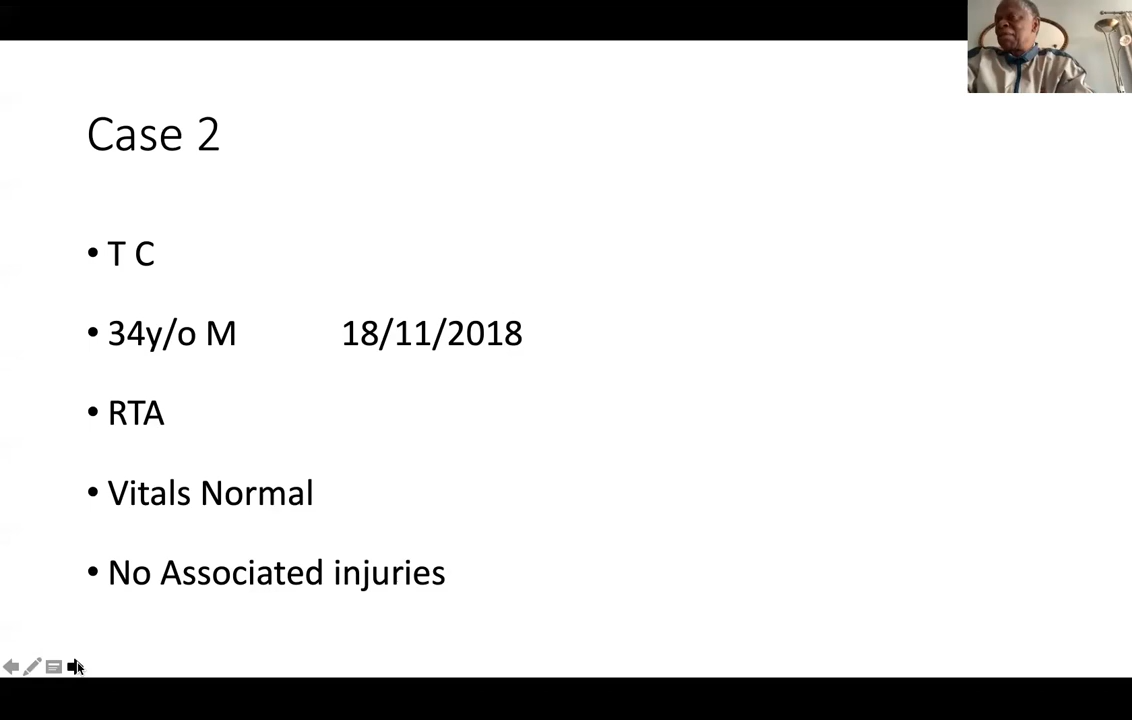 Case 2
• T C
• 34y/o M 18/11/2018
• RTA
• Vitals Normal
• No Associated injuries